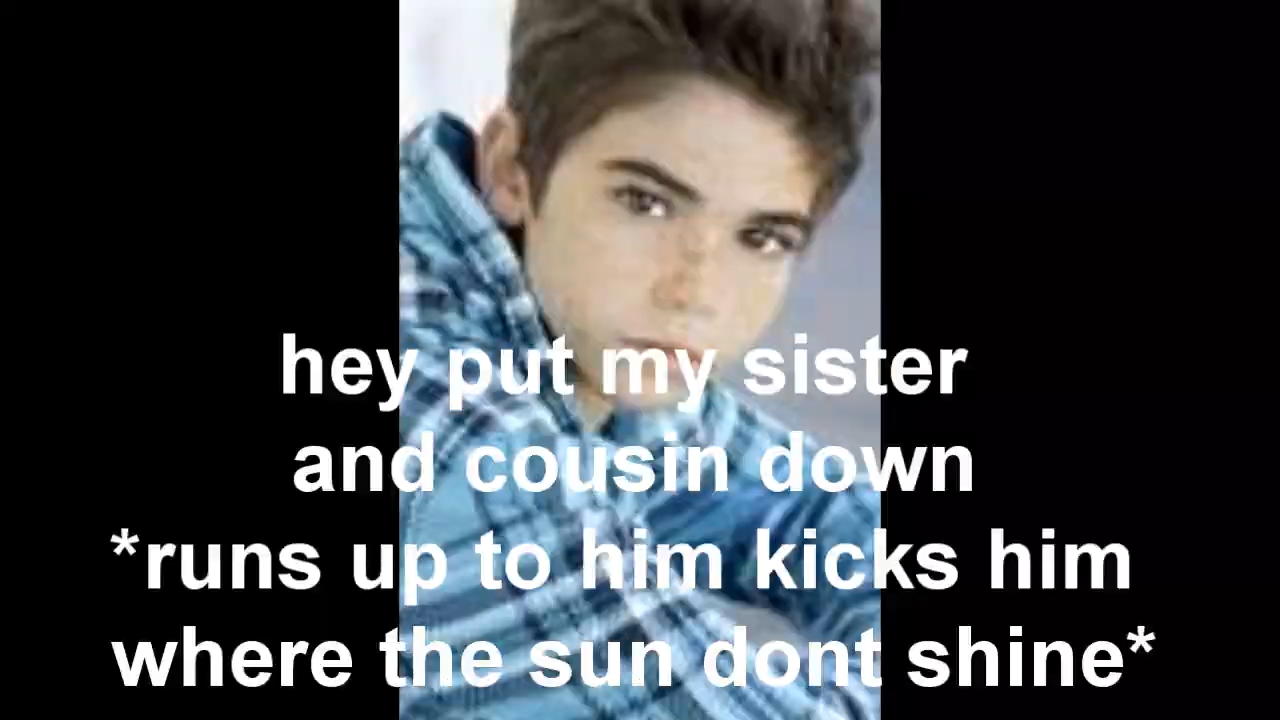 hey put my sister
and cousin down
*runs up to him kicks him
where the sun dont shine*